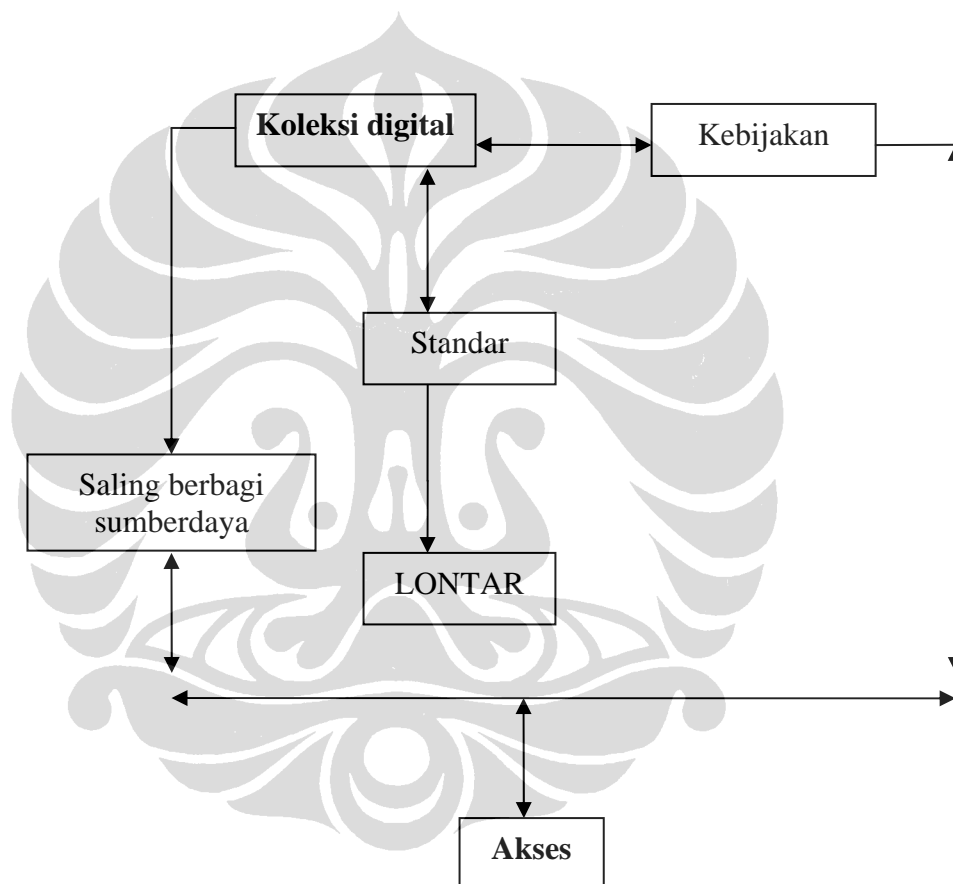 Koleksi digital
Kebijakan
Standar
Saling berbagi
sumberdaya
LONTAR
Akses